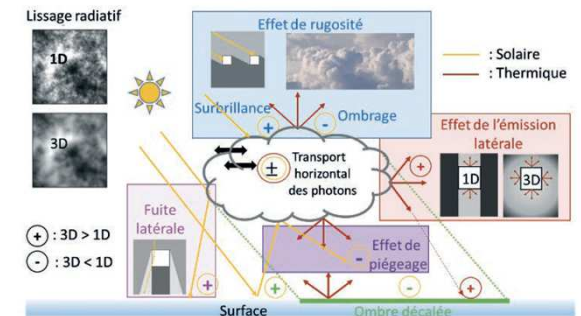 Lissage radiatif
1D
3D
+ : 3D > 1D
- : 3D < 1D
Effet de rugosité
Surbrillance
+
-
Ombrage
: Solaire
: Thermique
Effet de l'émission
latérale
1D
3D
+
±
Transport
horizontal
des photons
Fuite
latérale
+
Effet de
piégeage
-
+
-
+
Surface
Ombre décalée